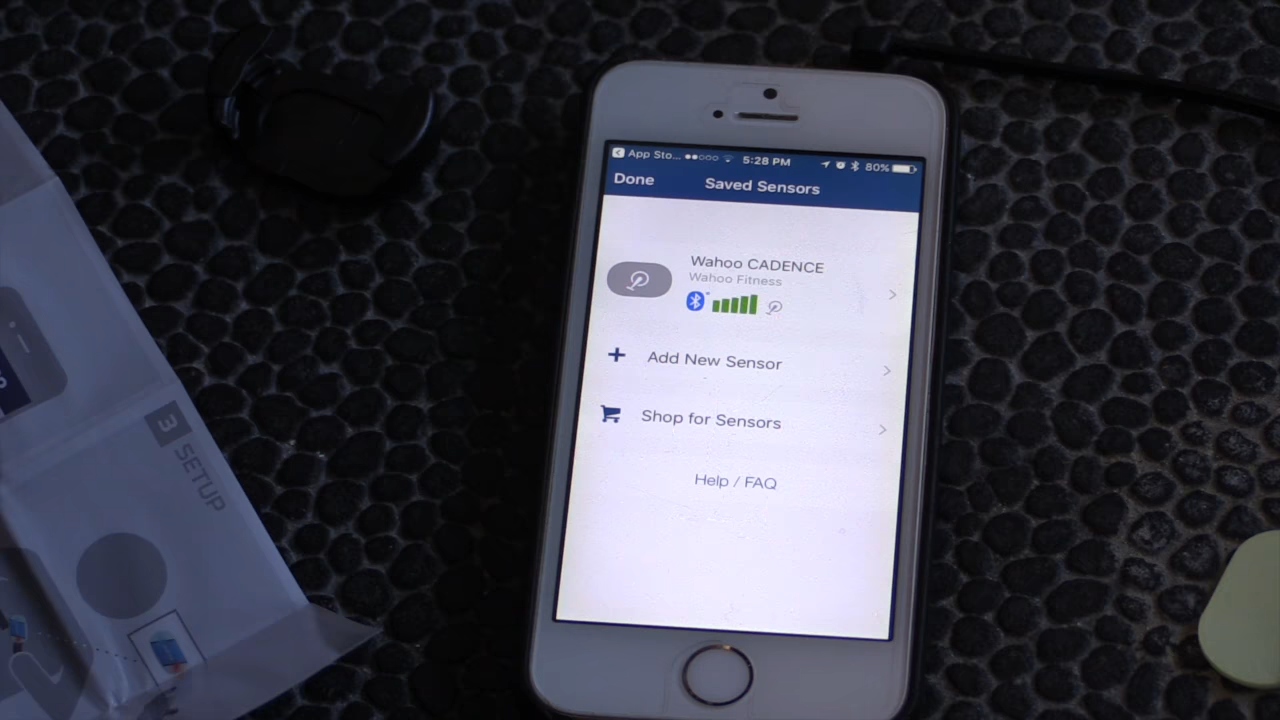 App Sto... 5:28 PM 80%
Done Saved Sensors
Wahoo CADENCE
Wahoo Fitness
Add New Sensor
Shop for Sensors
Help / FAQ
3 SETUP